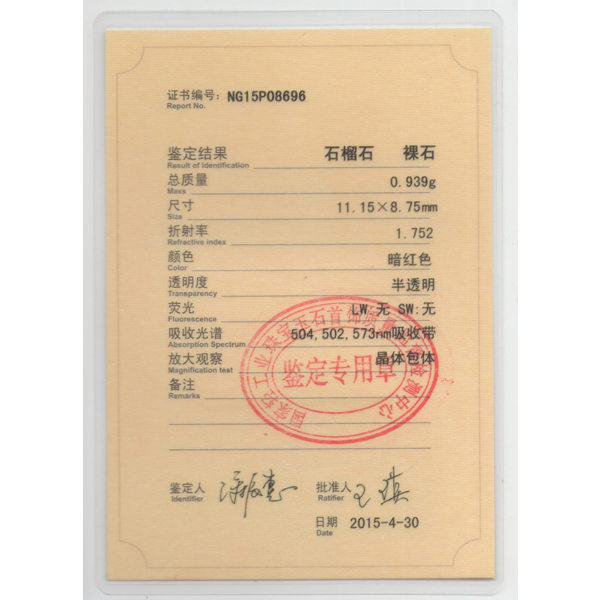 证书编号：NG15P08696
Report No.
鉴定结果 石榴石 裸石
Result of Identification
总质量 0.939g
Mass
尺寸 11.15×8.75mm
Size
折射率 1.752
Refractive index
颜色 暗红色
Color
透明度 半透明
Transparency
荧光 LW:无 SW:无
Fluorescence
吸收光谱 504,502,573nm吸收带
Absorption Spectrum
放大观察 晶体包体
Magnification test
备注
Remarks
鉴定专用章
鉴定人 批准人
Identifier Ratifier
日期 2015-4-30
Date